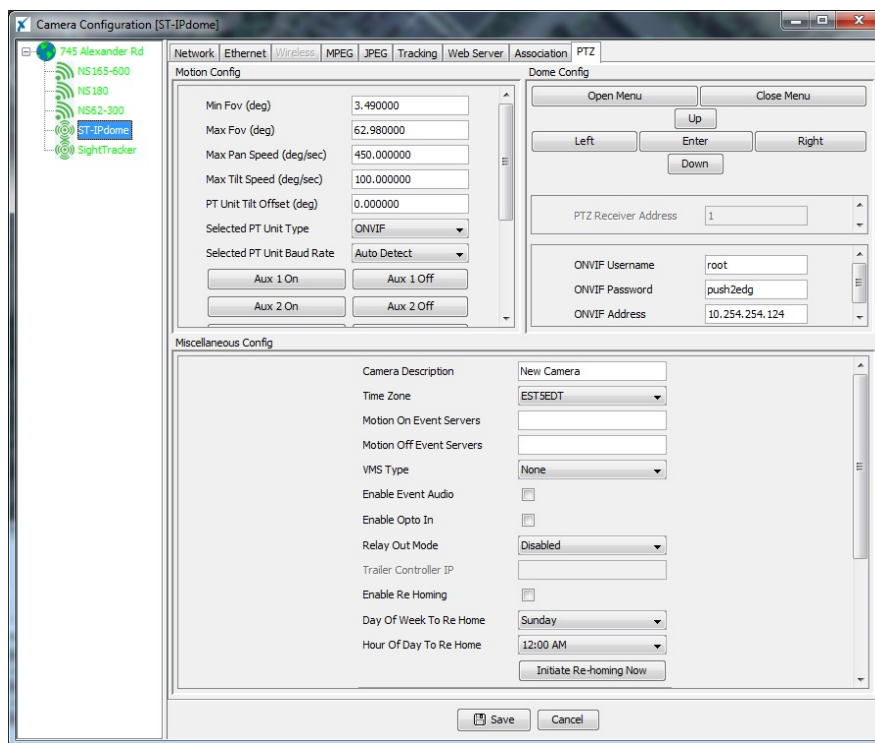 Camera Configuration [ST-IPdome]
745 Alexander Rd
NS165-600
NS180
NS62-300
ST-IPdome
SightTracker
Network Ethernet Wireless MPEG JPEG Tracking Web Server Association PTZ
Motion Config
Min Fov (deg) 3.490000
Max Fov (deg) 62.980000
Max Pan Speed (deg/sec) 450.000000
Max Tilt Speed (deg/sec) 100.000000
PT Unit Tilt Offset (deg) 0.000000
Selected PT Unit Type ONVIF
Selected PT Unit Baud Rate Auto Detect
Aux 1 On Aux 1 Off
Aux 2 On Aux 2 Off
Dome Config
Open Menu Close Menu
Up
Left Enter Right
Down
PTZ Receiver Address 1
ONVIF Username root
ONVIF Password push2edg
ONVIF Address 10.254.254.124
Miscellaneous Config
Camera Description New Camera
Time Zone EST5EDT
Motion On Event Servers
Motion Off Event Servers
VMS Type None
Enable Event Audio
Enable Opto In
Relay Out Mode Disabled
Trailer Controller IP
Enable Re Homing
Day Of Week To Re Home Sunday
Hour Of Day To Re Home 12:00 AM
Initiate Re-homing Now
Save Cancel